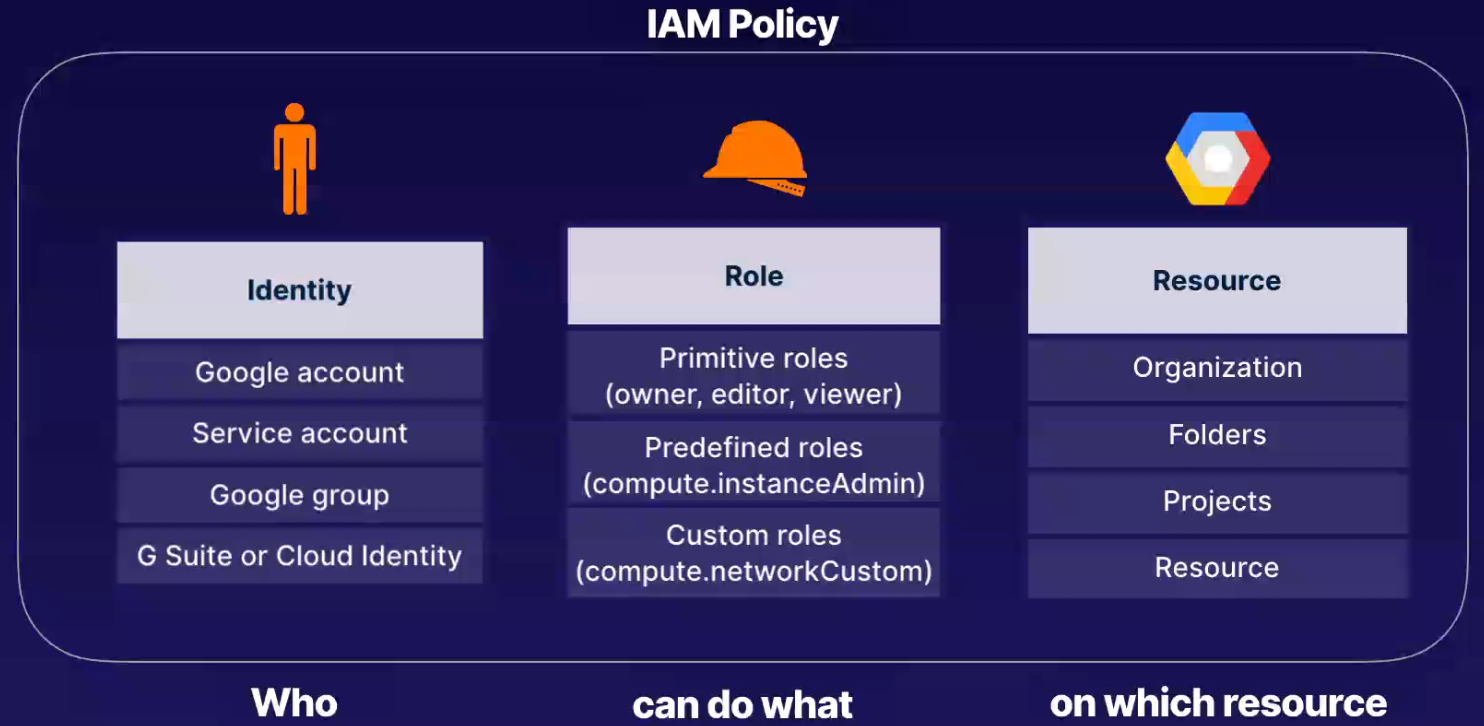 IAM Policy
Identity
Google account
Service account
Google group
G Suite or Cloud Identity
Role
Primitive roles
(owner, editor, viewer)
Predefined roles
(compute.instanceAdmin)
Custom roles
(compute.networkCustom)
Resource
Organization
Folders
Projects
Resource
Who
can do what
on which resource